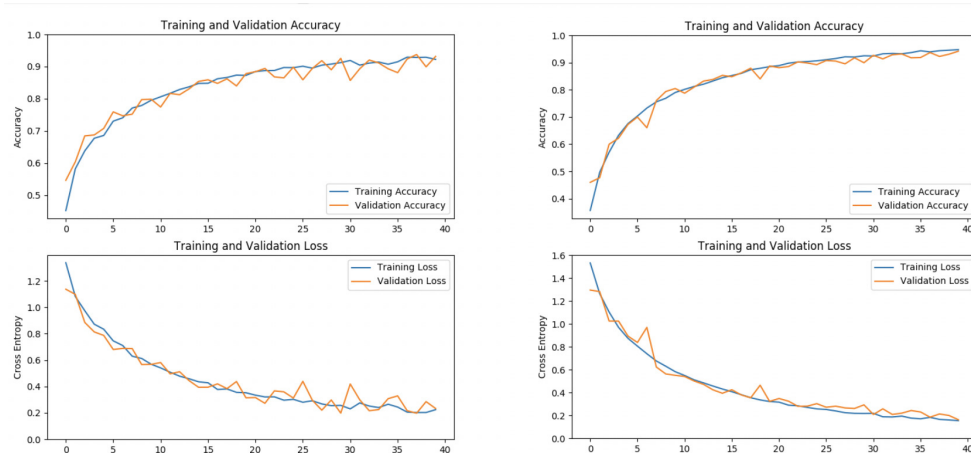 Training and Validation Accuracy
1.0
0.9
0.8
0.7
0.6
0.5
Accuracy
Training Accuracy
Validation Accuracy
0 5 10 15 20 25 30 35 40
Training and Validation Loss
1.2
1.0
0.8
0.6
0.4
0.2
0.0
Cross Entropy
Training Loss
Validation Loss
0 5 10 15 20 25 30 35 40
Training and Validation Accuracy
1.0
0.9
0.8
0.7
0.6
0.5
0.4
Accuracy
Training Accuracy
Validation Accuracy
0 5 10 15 20 25 30 35 40
Training and Validation Loss
1.6
1.4
1.2
1.0
0.8
0.6
0.4
0.2
0.0
Cross Entropy
Training Loss
Validation Loss
0 5 10 15 20 25 30 35 40